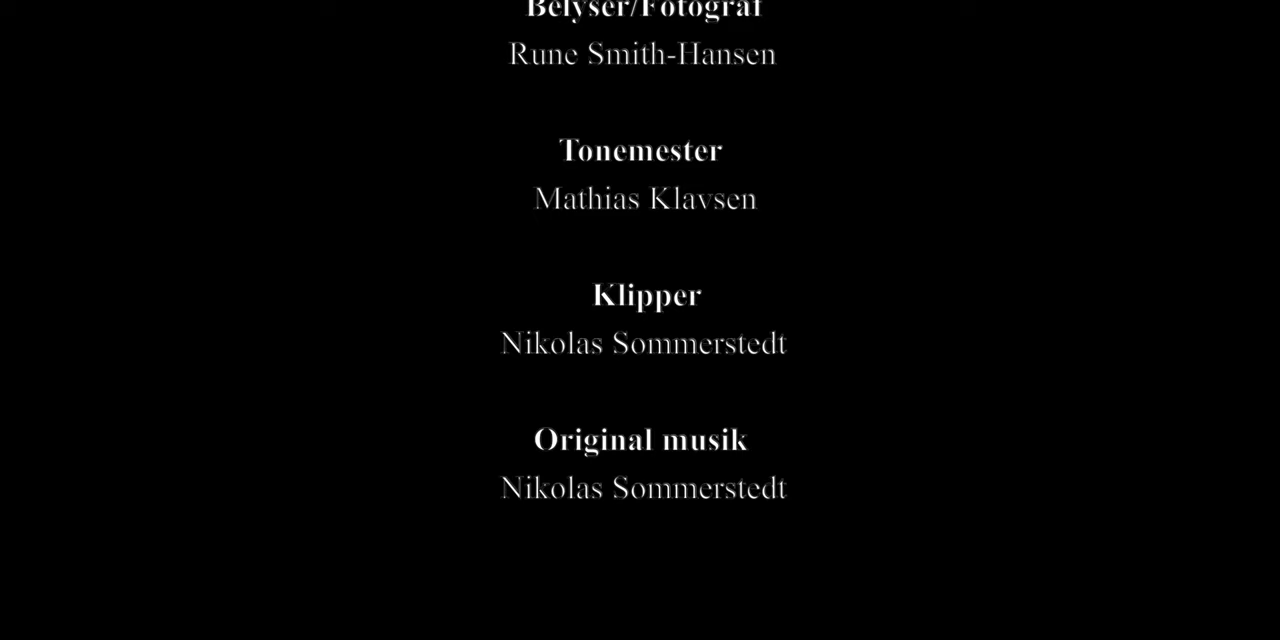 Belyser/Fotograf
Rune Smith-Hansen
Tonemester
Mathias Klavsen
Klipper
Nikolas Sommerstedt
Original musik
Nikolas Sommerstedt